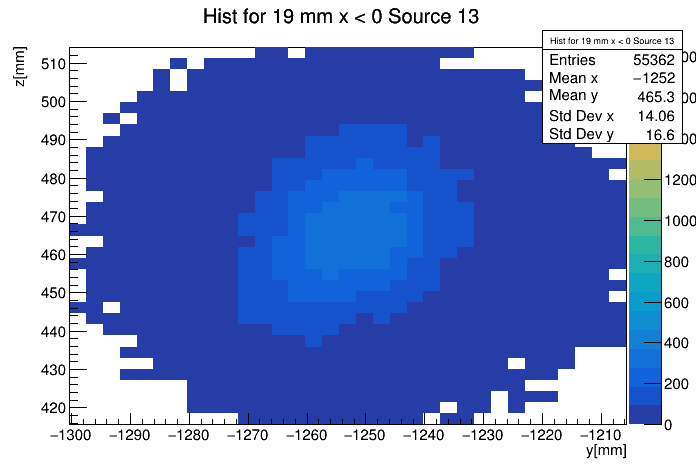 Hist for 19 mm x < 0 Source 13
Hist for 19 mm x < 0 Source 13
Entries 55362
Mean x −1252
Mean y 465.3
Std Dev x 14.06
Std Dev y 16.6
z[mm]
510
500
490
480
470
460
450
440
430
420
−1300 −1290 −1280 −1270 −1260 −1250 −1240 −1230 −1220 −1210
y[mm]
1200
1000
800
600
400
200
0